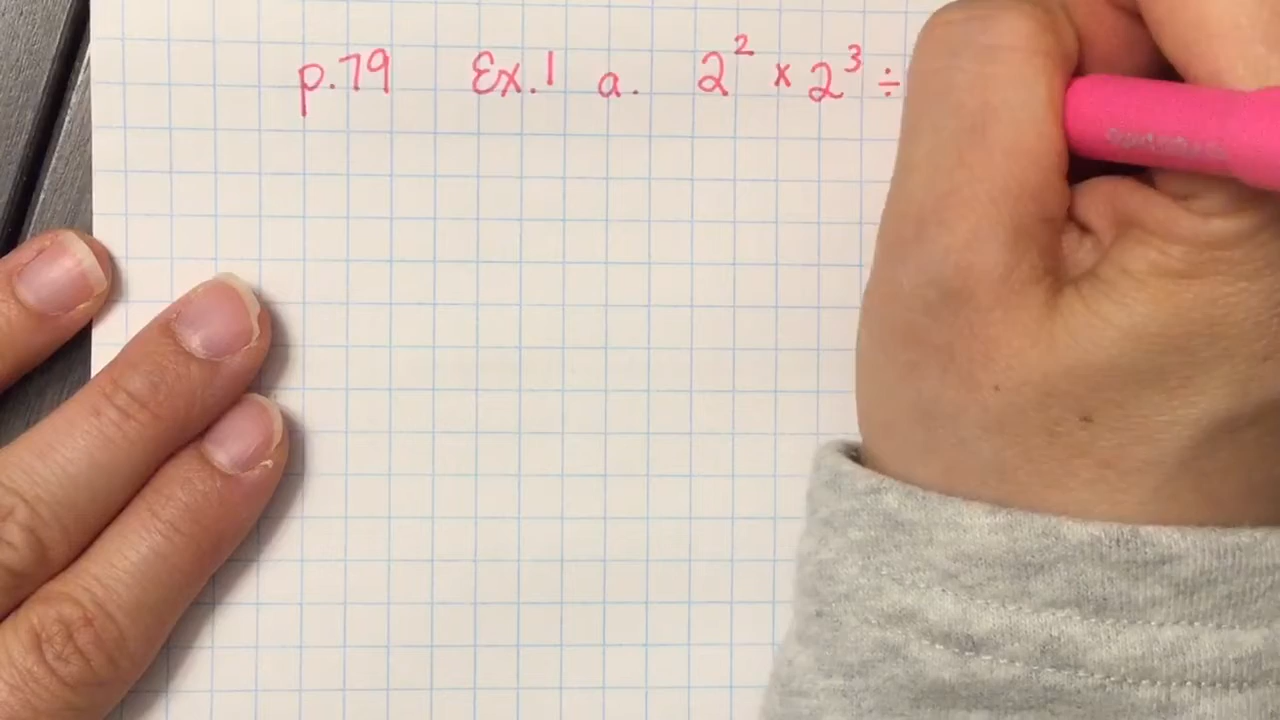 p.79 Ex.1 a. 2² × 2³ ÷